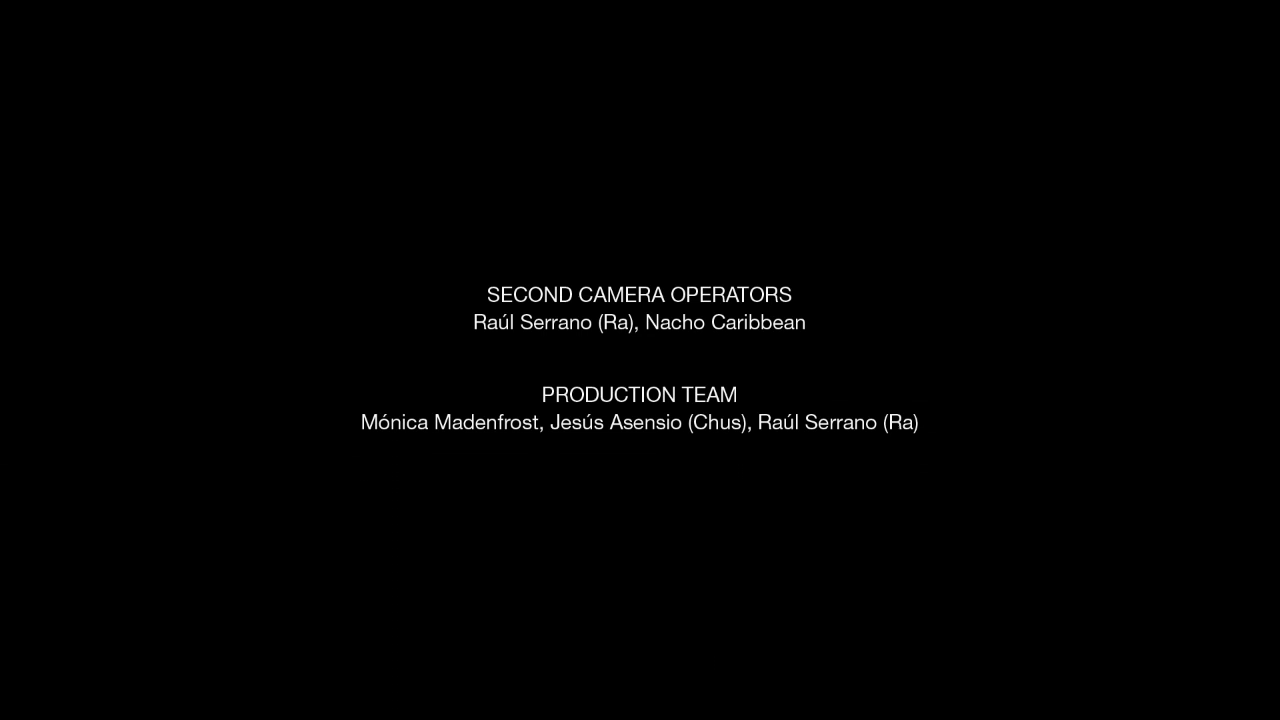 SECOND CAMERA OPERATORS
Raúl Serrano (Ra), Nacho Caribbean
PRODUCTION TEAM
Mónica Madenfrost, Jesús Asensio (Chus), Raúl Serrano (Ra)